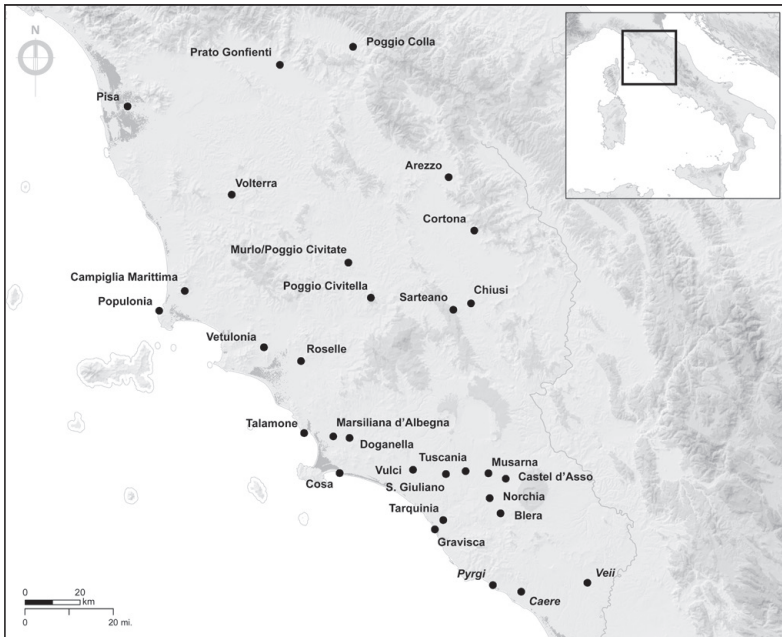 N
Poggio Colla
Prato Gonfienti
Pisa
Arezzo
Volterra
Cortona
Murlo/Poggio Civitate
Campiglia Marittima
Poggio Civitella
Chiusi
Sarteano
Populonia
Vetulonia
Roselle
Talamone
Marsiliana d'Albegna
Doganella
Tuscania
Musarna
Vulci
Castel d'Asso
Cosa
S. Giuliano
Norchia
Tarquinia
Blera
Gravisca
Pyrgi
Veii
Caere
0 20
km
0 20 mi.